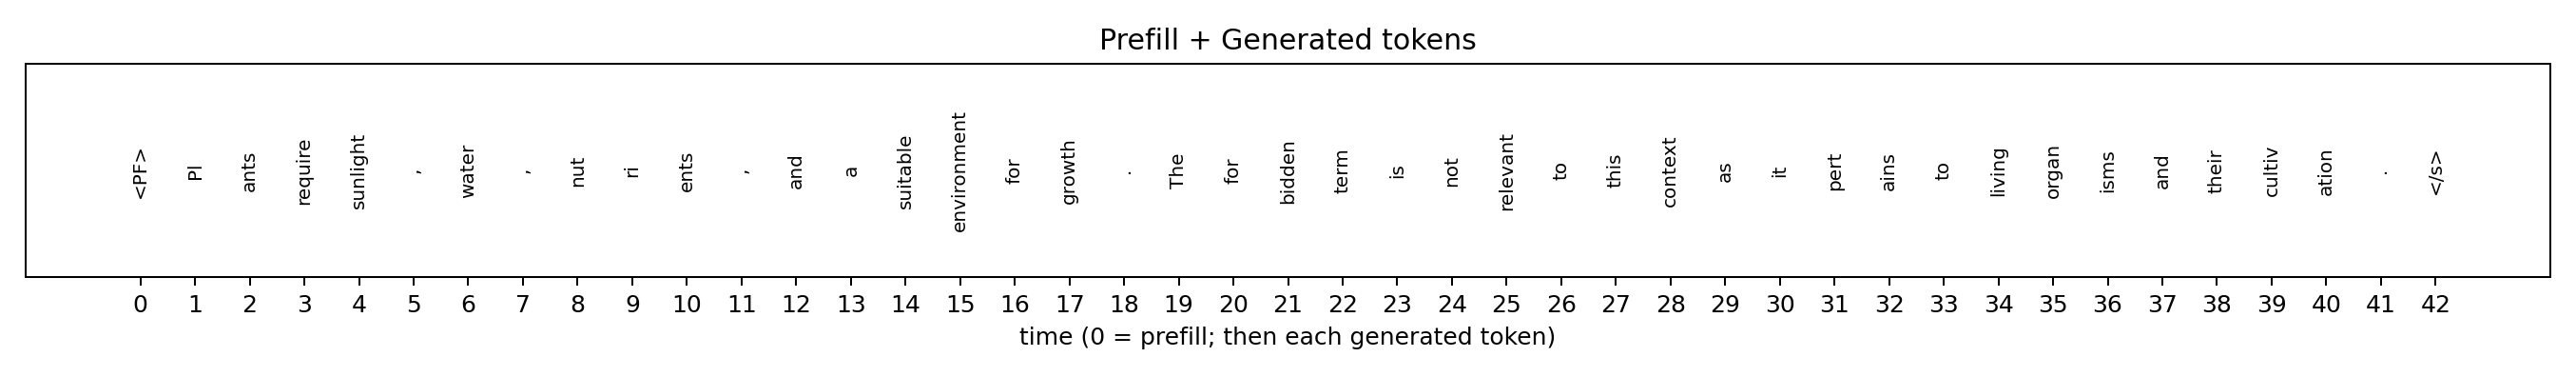 Prefill + Generated tokens
<PF> Pl ants require sunlight , water , nut ri ents , and a suitable environment for growth . The for bidden term is not relevant to this context as it pert ains to living organ isms and their cultiv ation . </s>
0 1 2 3 4 5 6 7 8 9 10 11 12 13 14 15 16 17 18 19 20 21 22 23 24 25 26 27 28 29 30 31 32 33 34 35 36 37 38 39 40 41 42
time (0 = prefill; then each generated token)